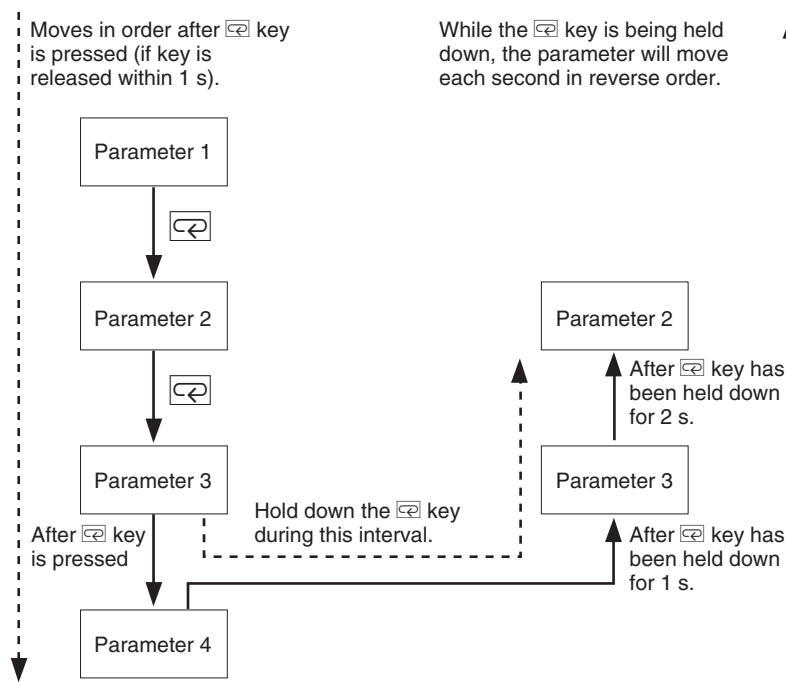 Moves in order after key
is pressed (if key is
released within 1 s).
While the key is being held
down, the parameter will move
each second in reverse order.
Parameter 1
Parameter 2
Parameter 2
After key has
been held down
for 2 s.
Parameter 3
Parameter 3
Hold down the key
during this interval.
After key
is pressed
After key has
been held down
for 1 s.
Parameter 4